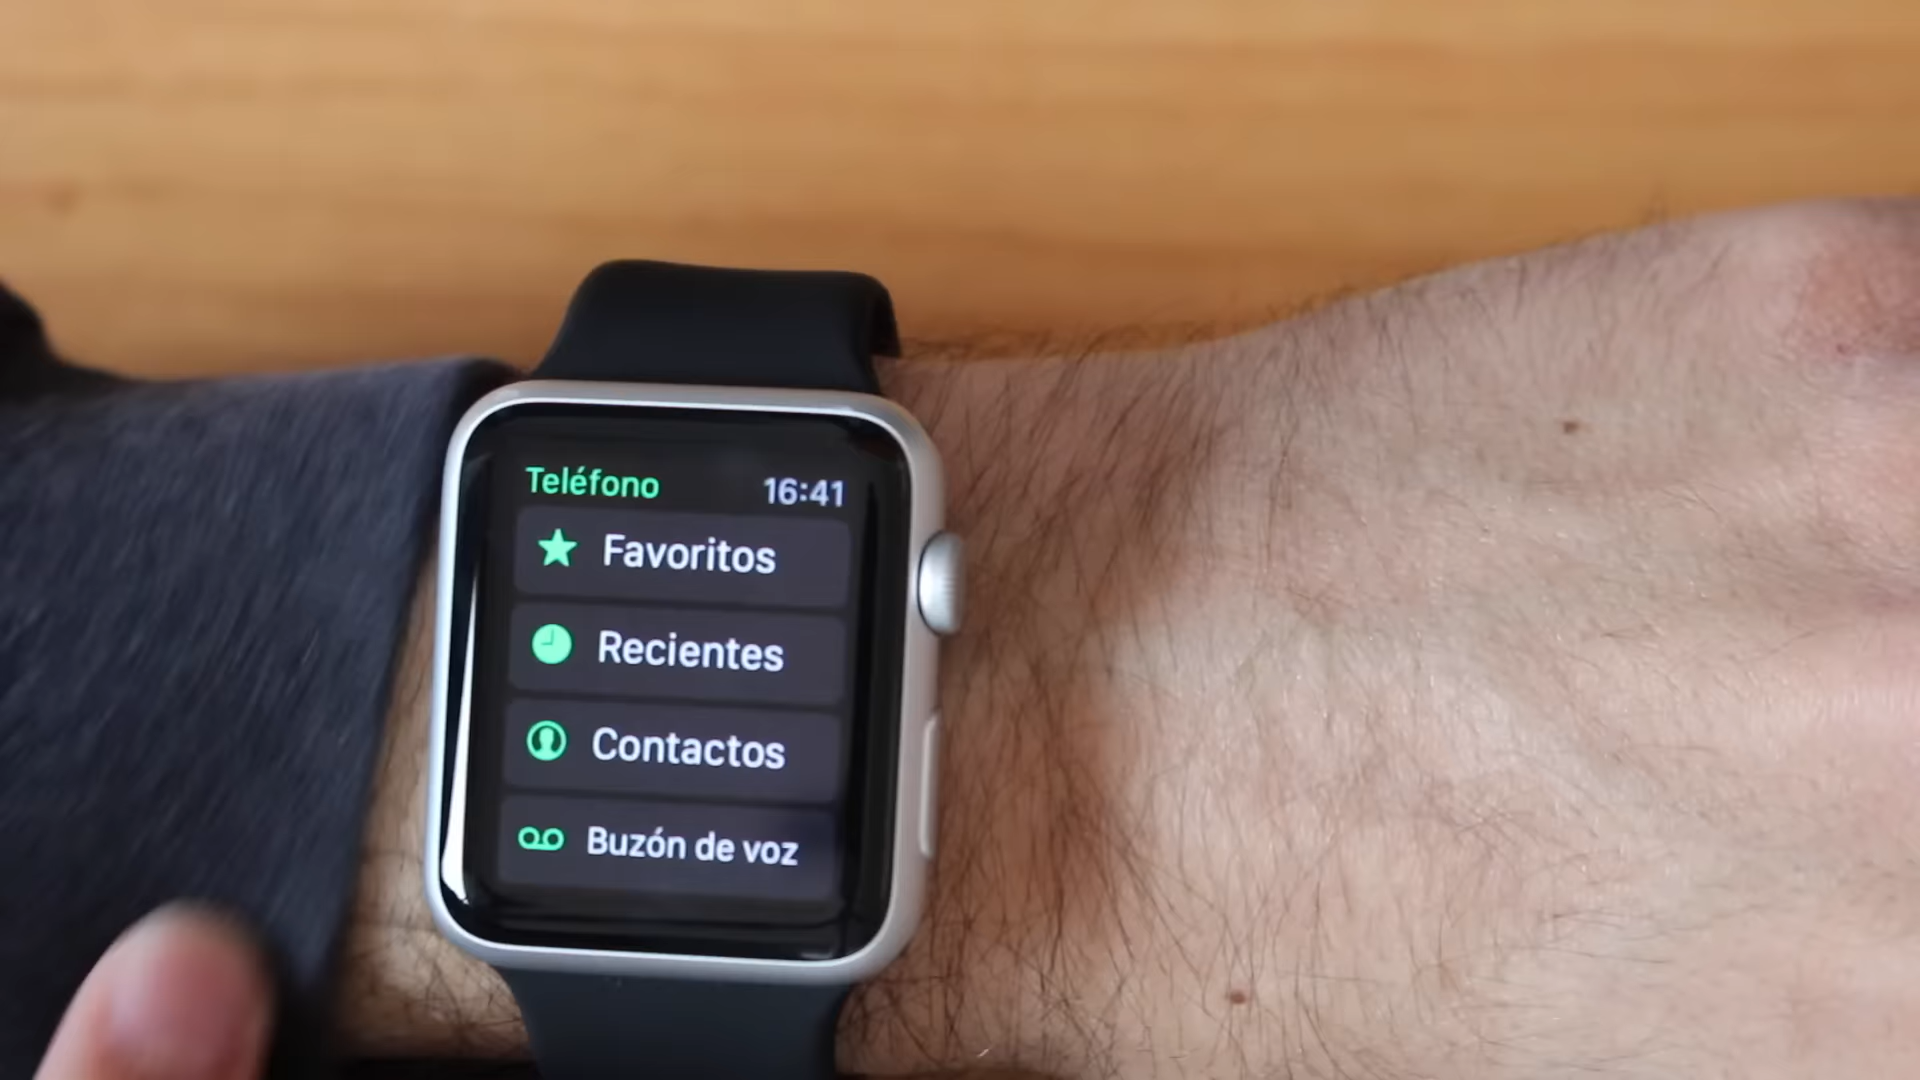 Teléfono 16:41
Favoritos
Recientes
Contactos
Buzón de voz